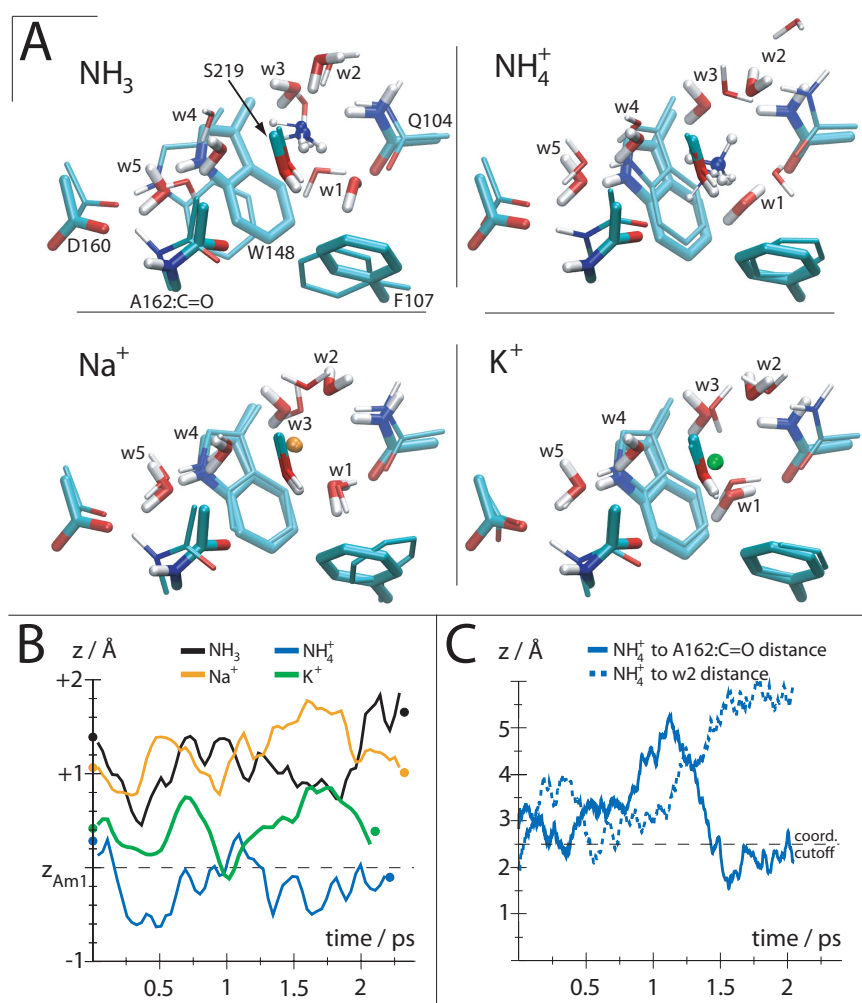 A
NH₃
S219
w3
w2
w4
Q104
w5
w1
D160
W148
A162:C=O
F107
NH₄⁺
w2
w3
w4
w5
w1
Na⁺
w2
w3
w4
w5
w1
K⁺
w2
w3
w4
w5
w1
B
z / Å
NH₃
NH₄⁺
Na⁺
K⁺
+2
+1
z_Am1
-1
time / ps
0.5
1
1.5
2
C
z / Å
NH₄⁺ to A162:C=O distance
NH₄⁺ to w2 distance
5
4
3
2
1
coord.
cutoff
time / ps
0.5
1
1.5
2